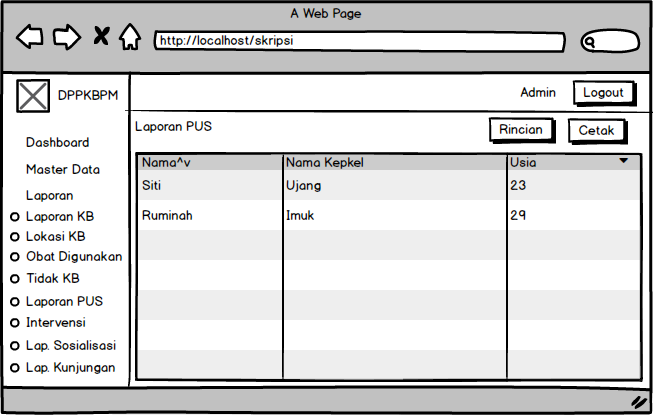 A Web Page
http://localhost/skripsi
DPPKBPM
Admin
Logout
Dashboard
Master Data
Laporan
Laporan KB
Lokasi KB
Obat Digunakan
Tidak KB
Laporan PUS
Intervensi
Lap. Sosialisasi
Lap. Kunjungan
Laporan PUS
Rincian
Cetak
Nama^v Nama Kepkel Usia
Siti Ujang 23
Ruminah Imuk 29